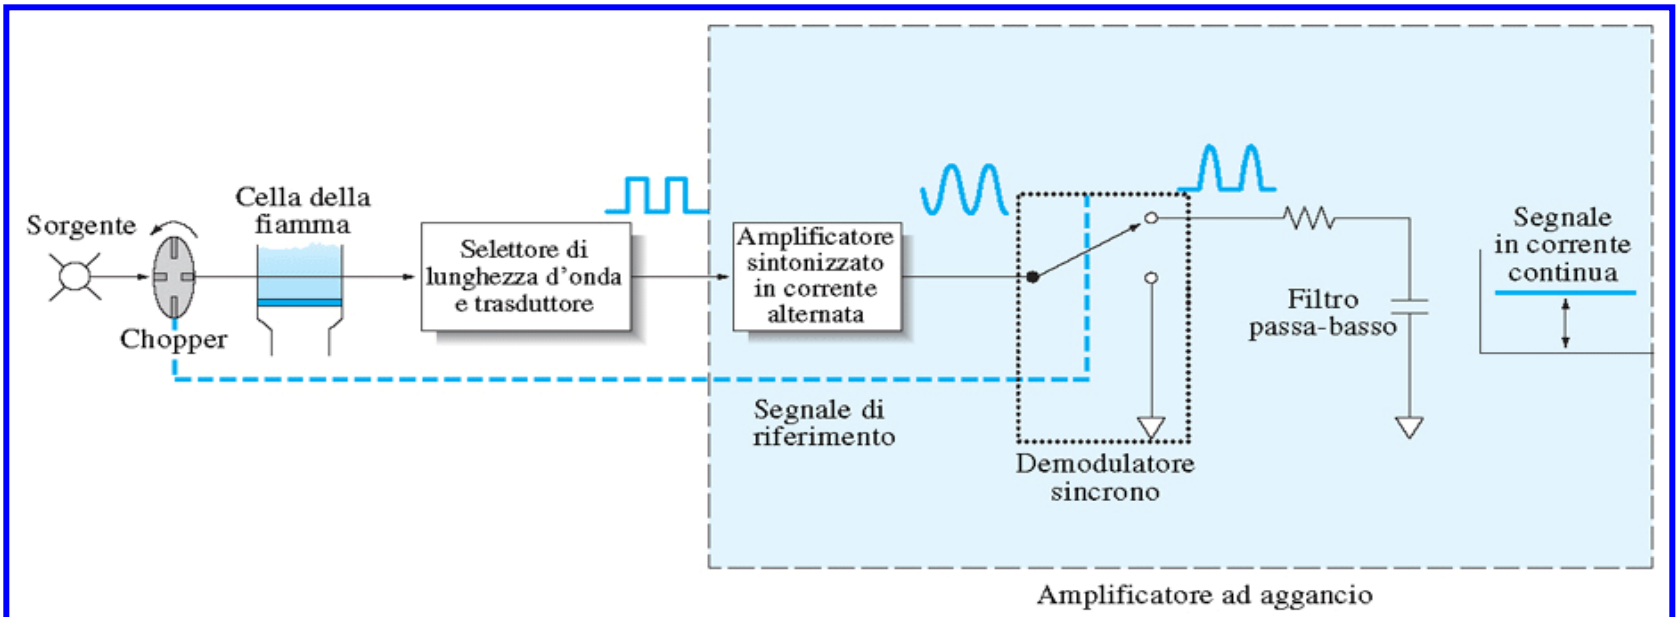 Sorgente
Chopper
Cella della
fiamma
Selettore di
lunghezza d'onda
e trasduttore
Amplificatore
sintonizzato
in corrente
alternata
Segnale di
riferimento
Demodulatore
sincrono
Filtro
passa-basso
Segnale
in corrente
continua
Amplificatore ad aggancio